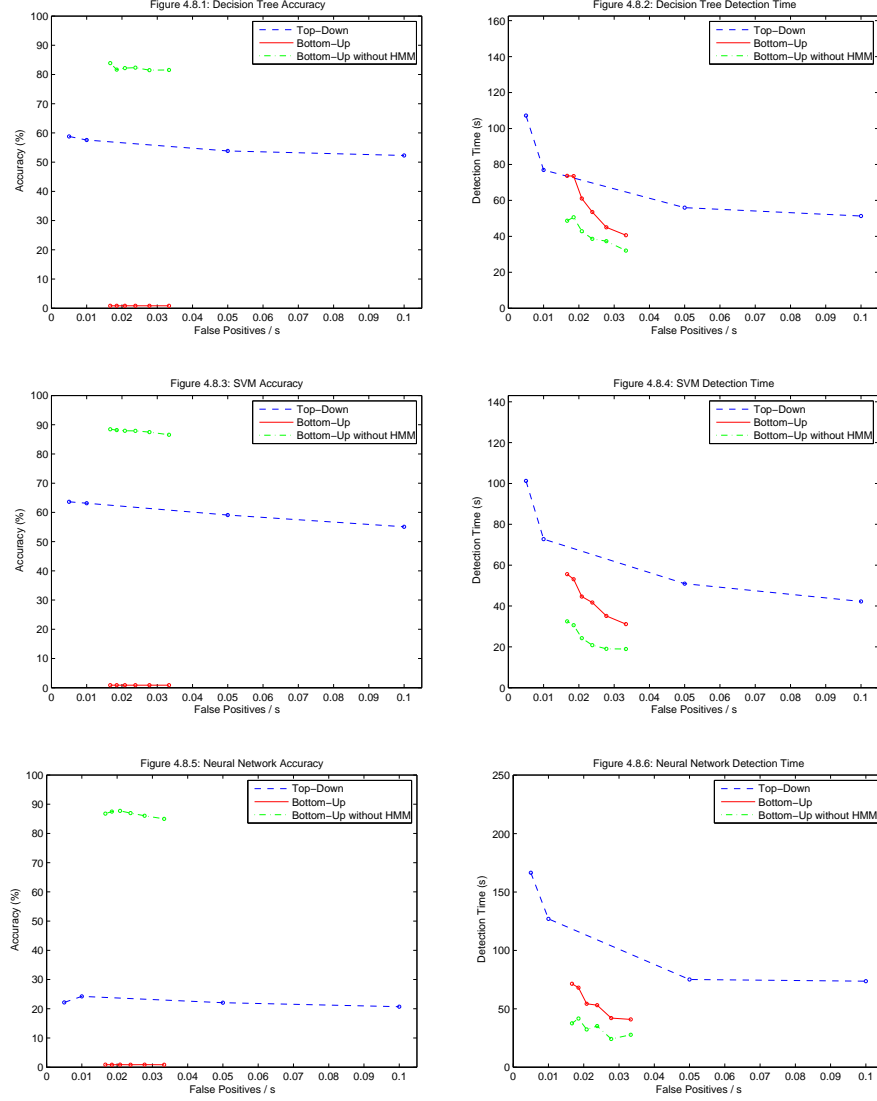 Figure 4.8.1: Decision Tree Accuracy
100
90
80
70
60
50
40
30
20
10
0
Accuracy (%)
0 0.01 0.02 0.03 0.04 0.05 0.06 0.07 0.08 0.09 0.1
False Positives / s
Top-Down
Bottom-Up
Bottom-Up without HMM
Figure 4.8.2: Decision Tree Detection Time
160
140
120
100
80
60
40
20
0
Detection Time (s)
0 0.01 0.02 0.03 0.04 0.05 0.06 0.07 0.08 0.09 0.1
False Positives / s
Top-Down
Bottom-Up
Bottom-Up without HMM
Figure 4.8.3: SVM Accuracy
100
90
80
70
60
50
40
30
20
10
0
Accuracy (%)
0 0.01 0.02 0.03 0.04 0.05 0.06 0.07 0.08 0.09 0.1
False Positives / s
Top-Down
Bottom-Up
Bottom-Up without HMM
Figure 4.8.4: SVM Detection Time
140
120
100
80
60
40
20
0
Detection Time (s)
0 0.01 0.02 0.03 0.04 0.05 0.06 0.07 0.08 0.09 0.1
False Positives / s
Top-Down
Bottom-Up
Bottom-Up without HMM
Figure 4.8.5: Neural Network Accuracy
100
90
80
70
60
50
40
30
20
10
0
Accuracy (%)
0 0.01 0.02 0.03 0.04 0.05 0.06 0.07 0.08 0.09 0.1
False Positives / s
Top-Down
Bottom-Up
Bottom-Up without HMM
Figure 4.8.6: Neural Network Detection Time
250
200
150
100
50
0
Detection Time (s)
0 0.01 0.02 0.03 0.04 0.05 0.06 0.07 0.08 0.09 0.1
False Positives / s
Top-Down
Bottom-Up
Bottom-Up without HMM